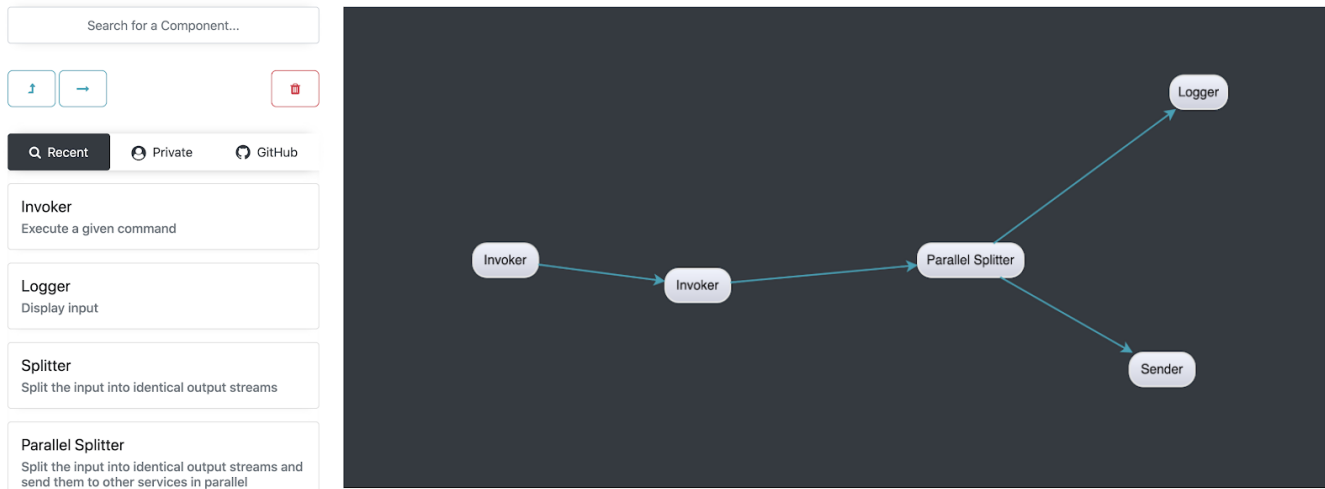 Search for a Component...
Recent
Private
GitHub
Invoker
Execute a given command
Logger
Display input
Splitter
Split the input into identical output streams
Parallel Splitter
Split the input into identical output streams and
send them to other services in parallel
Logger
Invoker
Invoker
Parallel Splitter
Sender